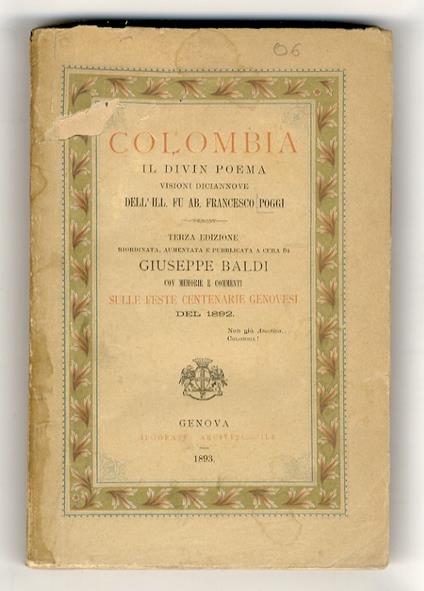 06
COLOMBIA
IL DIVIN POEMA
VISIONI DICIANNOVE
DELL' ILL. FU AB. FRANCESCO POGGI
TERZA EDIZIONE
RIORDINATA, AUMENTATA E PUBBLICATA A CURA DI
GIUSEPPE BALDI
CON MEMORIE E COMMENTI
SULLE FESTE CENTENARIE GENOVESI
DEL 1892.
Non già
COLOMBIA!
GENOVA
1893.